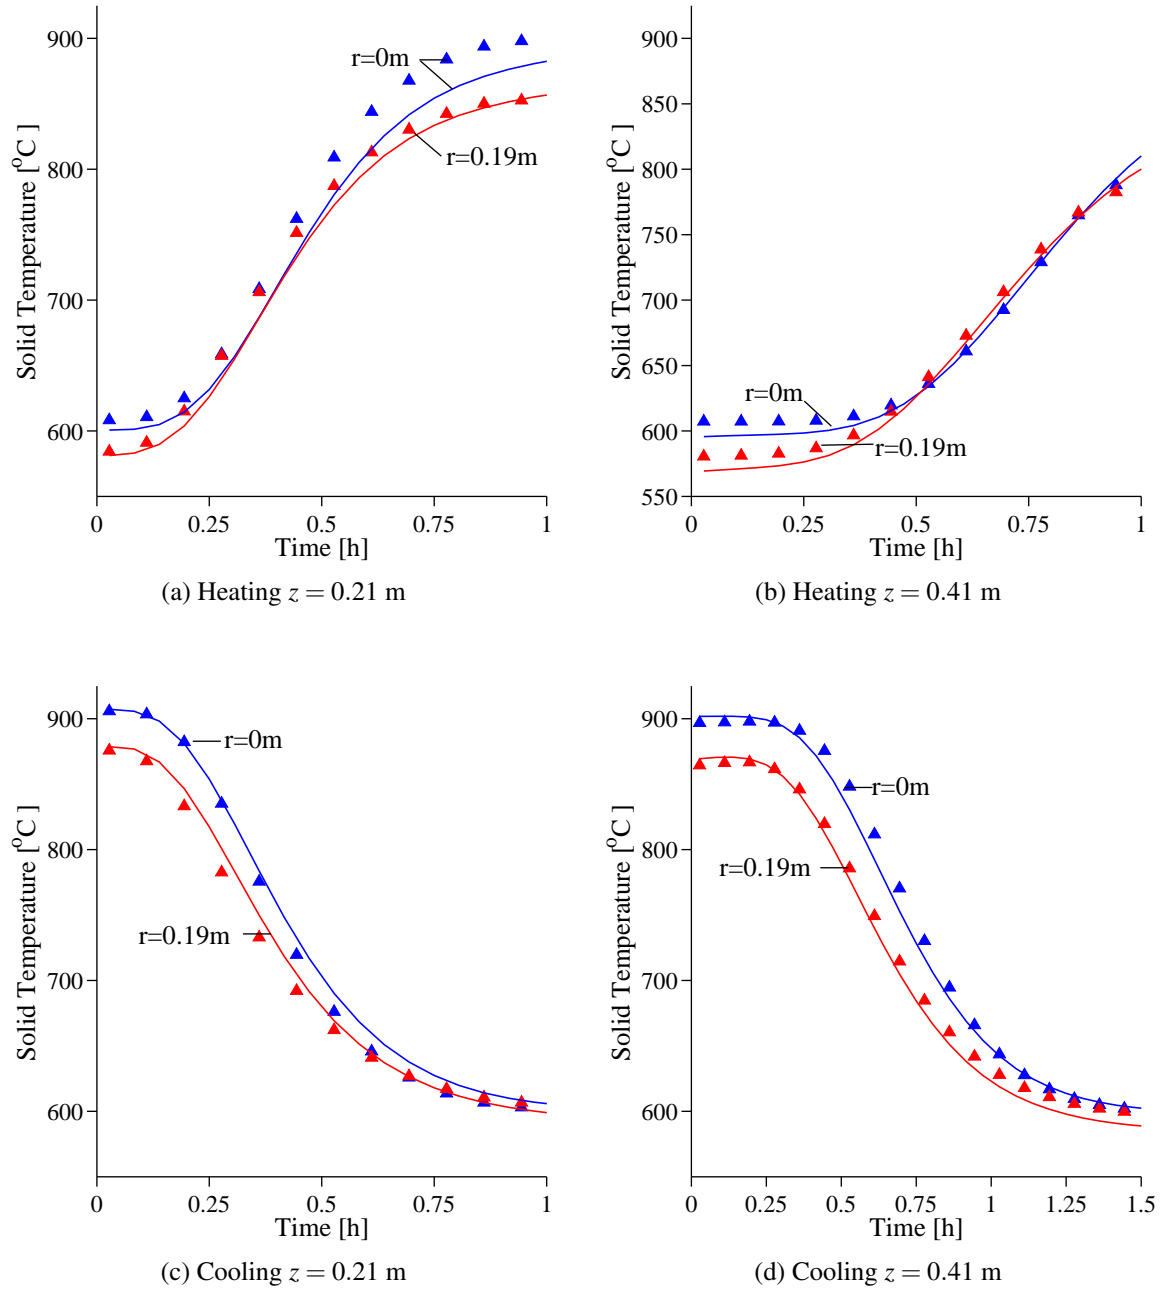 900
800
700
600
Solid Temperature [°C ]
r=0m
r=0.19m
0
0.25
0.5
0.75
1
Time [h]
(a) Heating z = 0.21 m
900
850
800
750
700
650
600
550
Solid Temperature [°C ]
r=0m
r=0.19m
0
0.25
0.5
0.75
1
Time [h]
(b) Heating z = 0.41 m
900
800
700
600
Solid Temperature [°C ]
r=0m
r=0.19m
0
0.25
0.5
0.75
1
Time [h]
(c) Cooling z = 0.21 m
900
800
700
600
Solid Temperature [°C ]
r=0m
r=0.19m
0
0.25
0.5
0.75
1
1.25
1.5
Time [h]
(d) Cooling z = 0.41 m